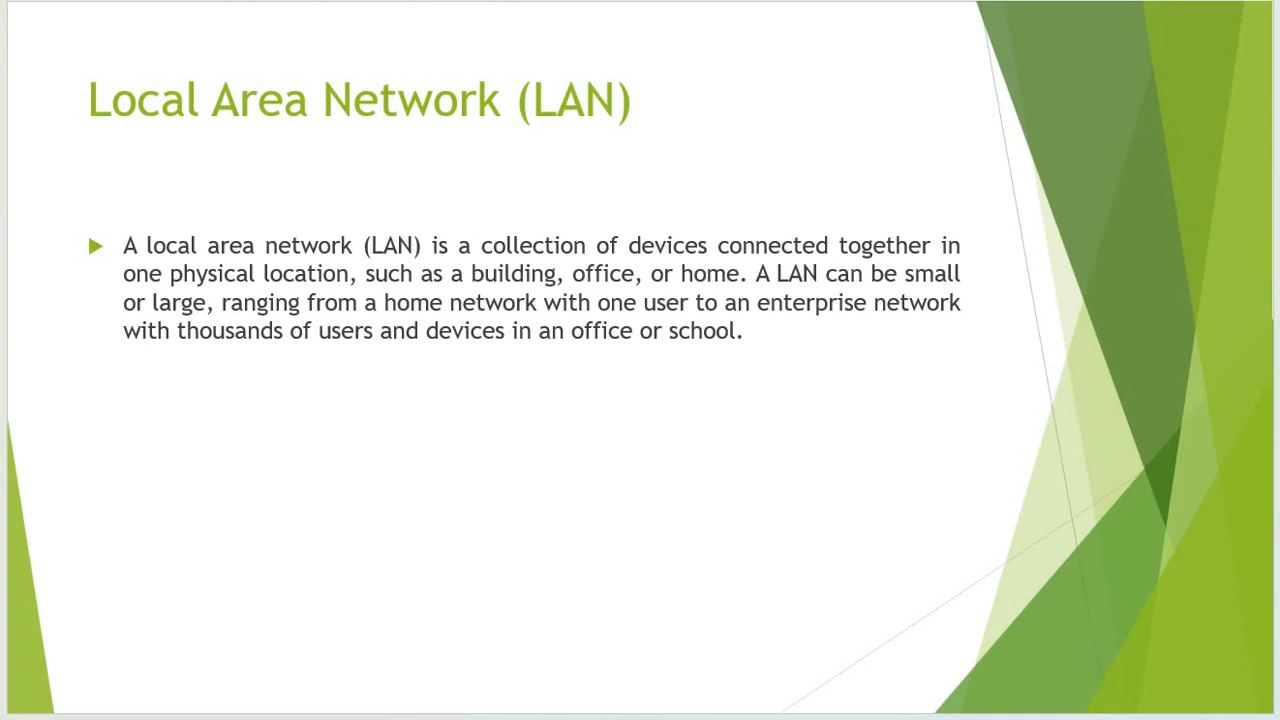 Local Area Network (LAN)
A local area network (LAN) is a collection of devices connected together in
one physical location, such as a building, office, or home. A LAN can be small
or large, ranging from a home network with one user to an enterprise network
with thousands of users and devices in an office or school.